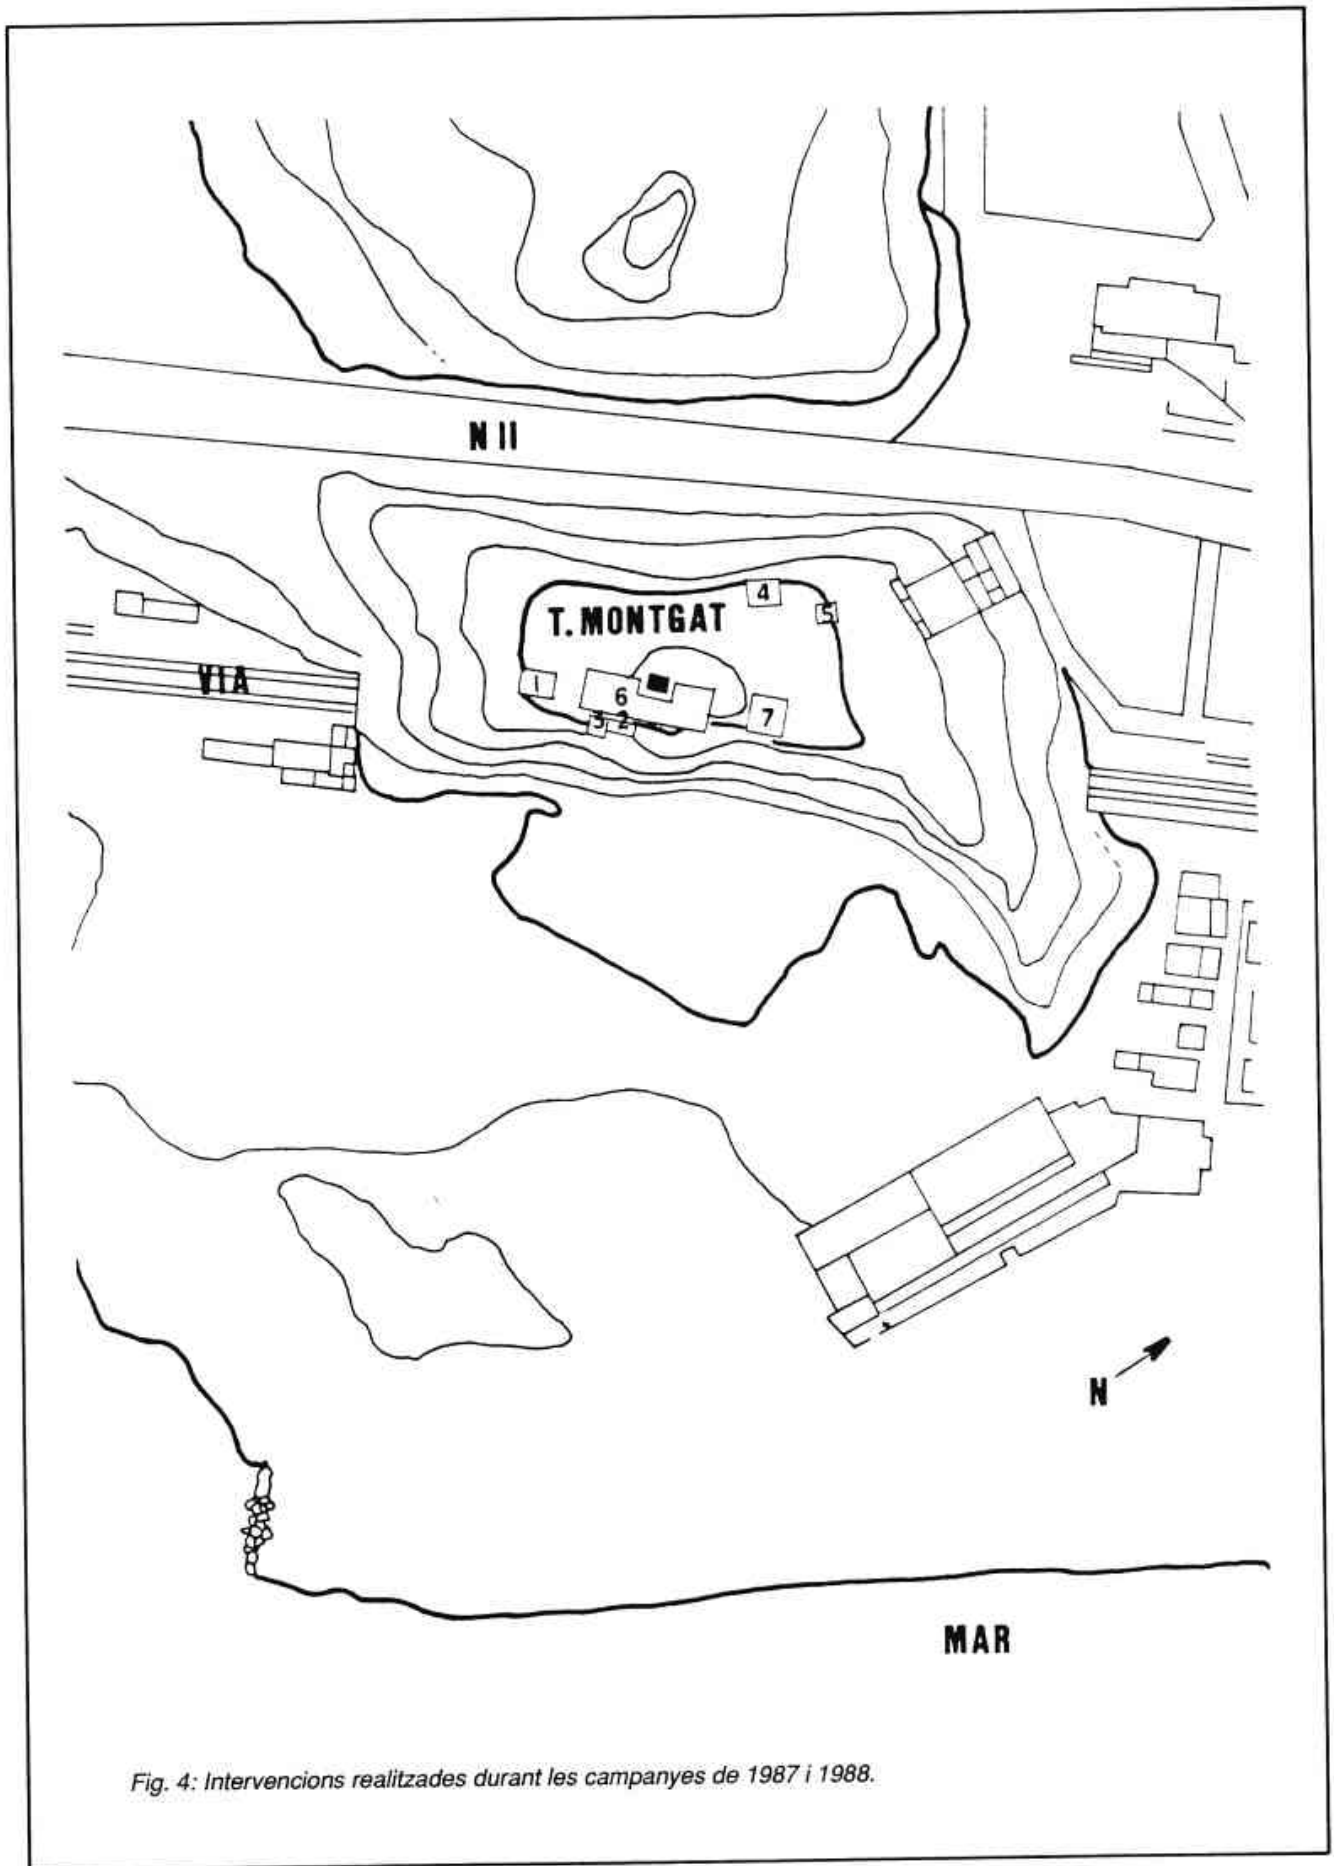 N II
T. MONTGAT
4
5
VIA
1
6
3
2
7
N
MAR
Fig. 4: Intervencions realitzades durant les campanyes de 1987 i 1988.